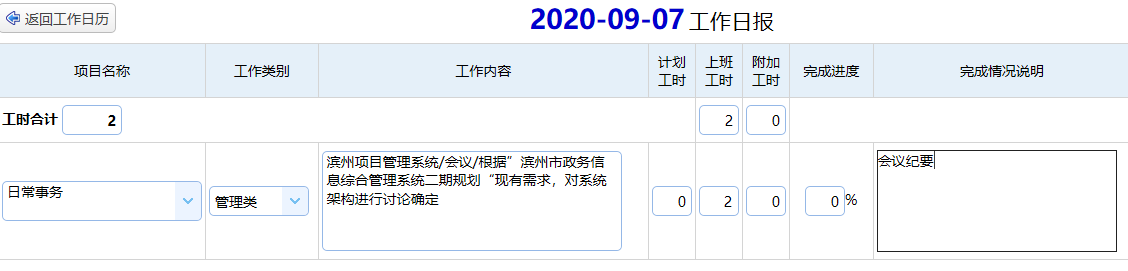 返回工作日历
2020-09-07 工作日报
项目名称 工作类别 工作内容 计划工时 上班工时 附加工时 完成进度 完成情况说明
工时合计 2 2 0
日常事务 管理类
滨州项目管理系统/会议/根据”滨州市政务信
息综合管理系统二期规划“现有需求，对系统
架构进行讨论确定
0 2 0 0 %
会议纪要